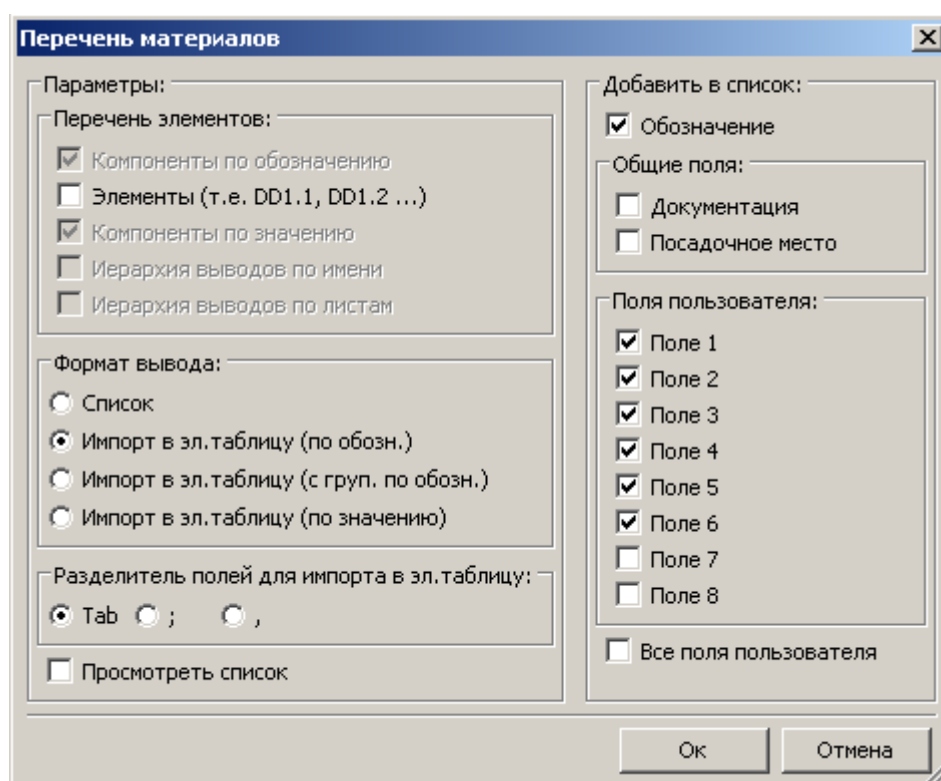 Перечень материалов
Параметры:
Перечень элементов:
Компоненты по обозначению
Элементы (т.е. DD1.1, DD1.2 ...)
Компоненты по значению
Иерархия выводов по имени
Иерархия выводов по листам
Формат вывода:
Список
Импорт в эл.таблицу (по обозн.)
Импорт в эл.таблицу (с груп. по обозн.)
Импорт в эл.таблицу (по значению)
Разделитель полей для импорта в эл.таблицу:
Tab ; ,
Просмотреть список
Добавить в список:
Обозначение
Общие поля:
Документация
Посадочное место
Поля пользователя:
Поле 1
Поле 2
Поле 3
Поле 4
Поле 5
Поле 6
Поле 7
Поле 8
Все поля пользователя
Ок Отмена